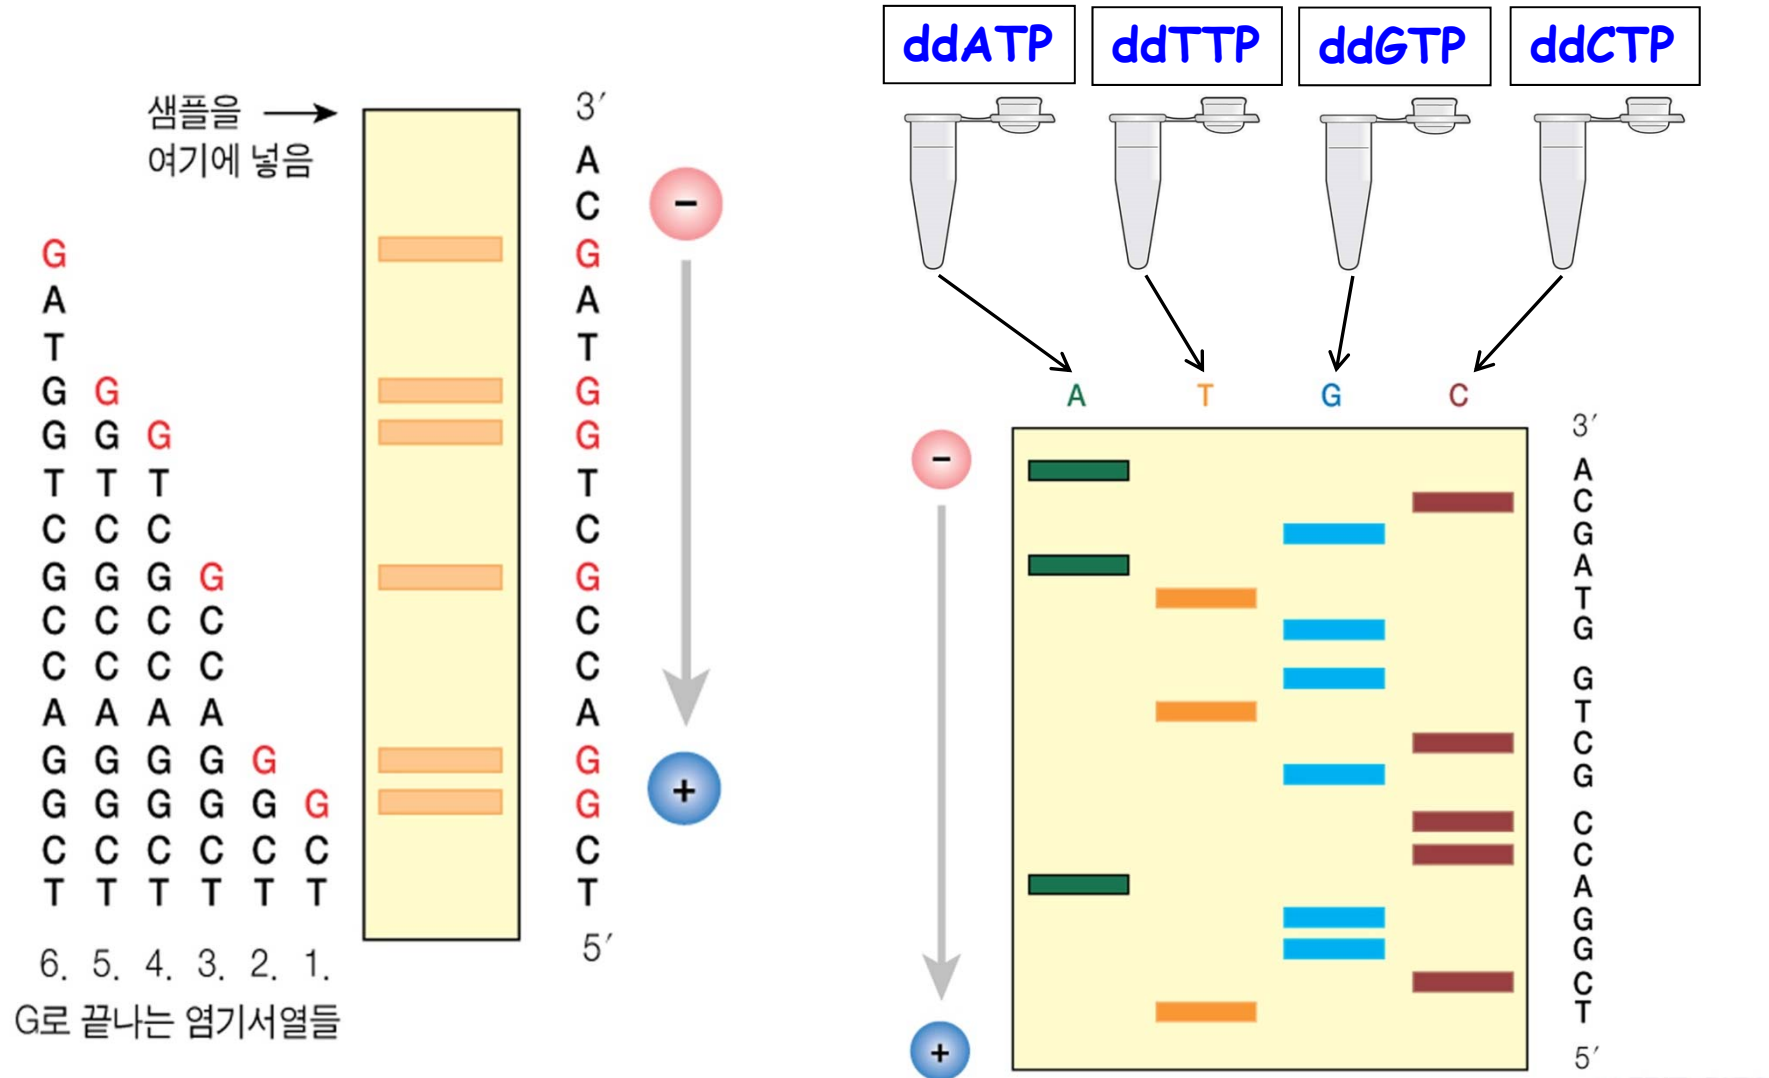 샘플을
여기에 넣음
3′
A
C
G G
A A
T T
G G G
G G G G
T T T T
C C C C
G G G G G
C C C C C
C C C C C
A A A A A
G G G G G G
G G G G G G G
C C C C C C C
T T T T T T T
5′
6. 5. 4. 3. 2. 1.
G로 끝나는 염기서열들
−
+
ddATP ddTTP ddGTP ddCTP
A T G C
3′
−
A
C
G
A
T
G
G
T
C
G
C
C
A
G
G
C
T
5′
+